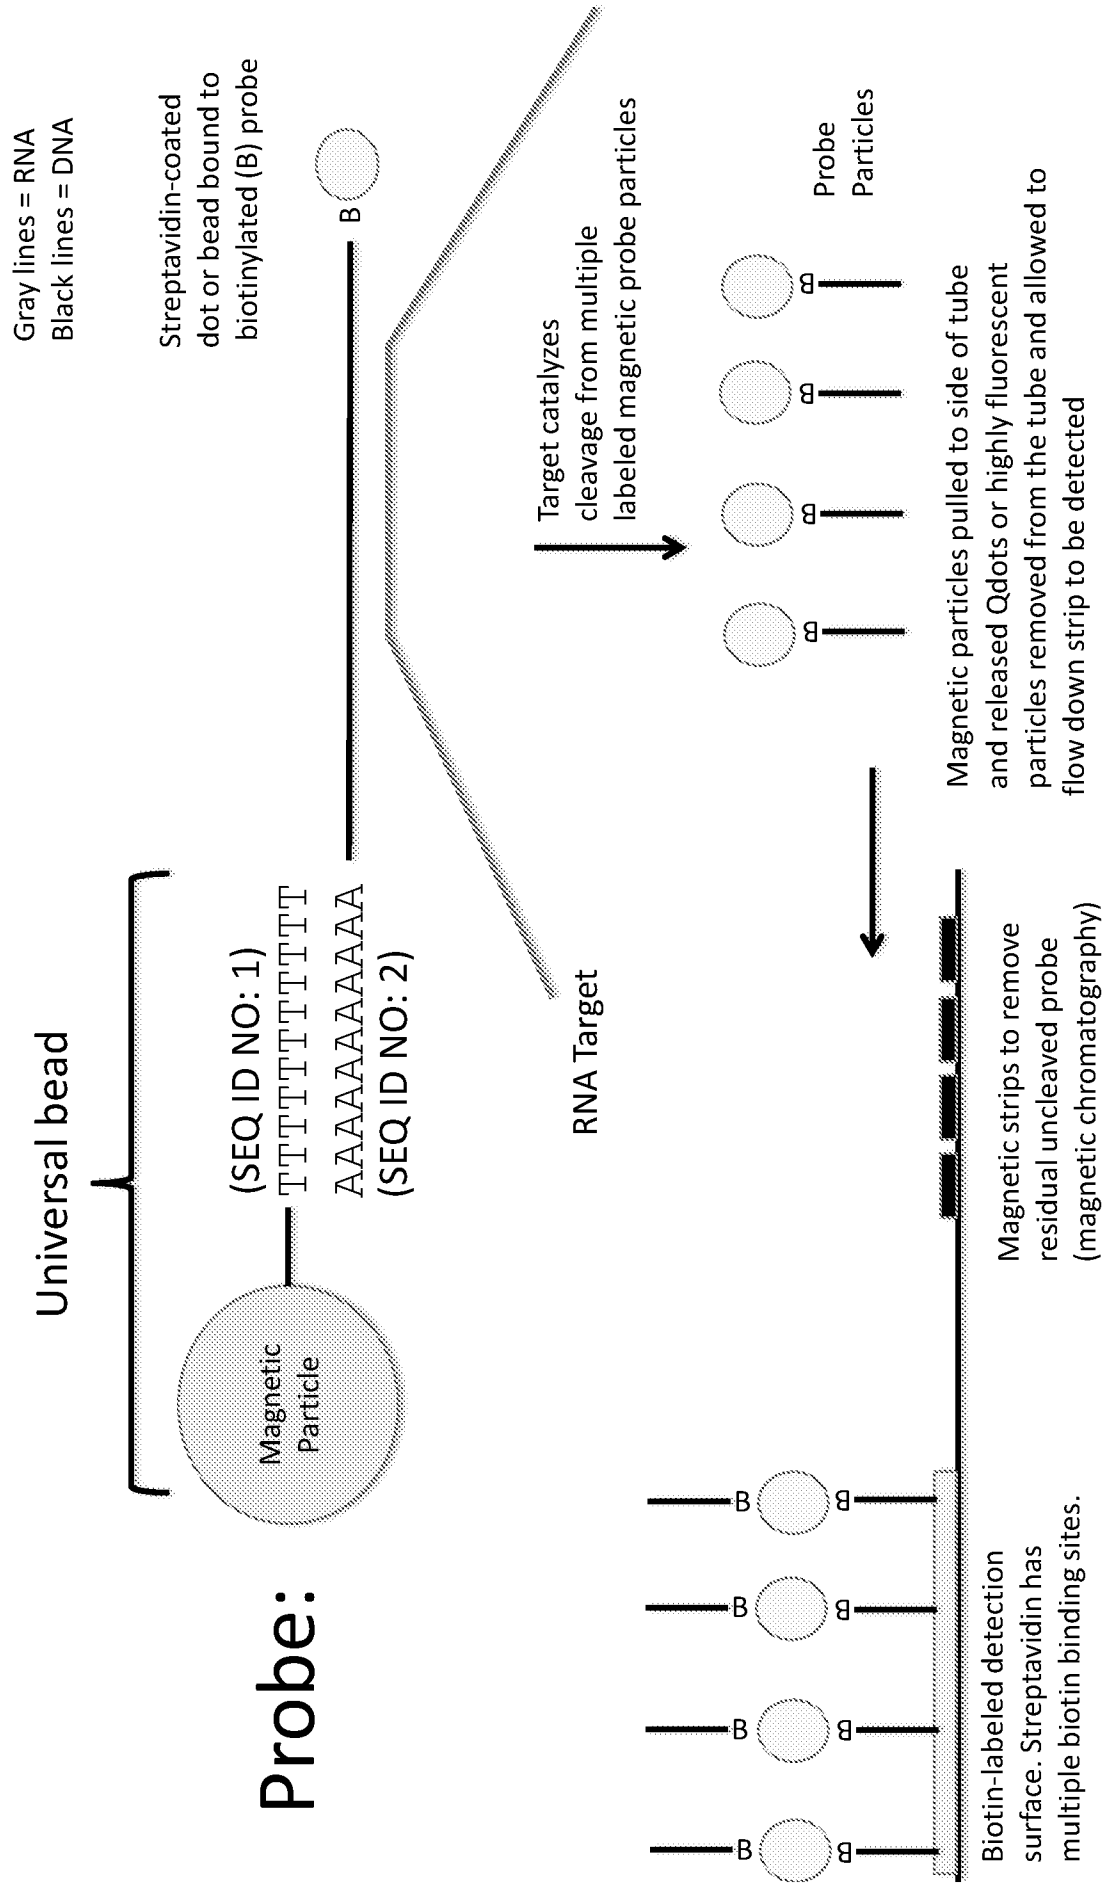 Gray lines = RNA
Black lines = DNA
Universal bead
Streptavidin-coated
dot or bead bound to
biotinylated (B) probe
Probe:
Magnetic
Particle
(SEQ ID NO: 1)
TTTTTTTTTTTT
AAAAAAAAAAAA
(SEQ ID NO: 2)
B
RNA Target
Target catalyzes
cleavage from multiple
labeled magnetic probe particles
B B B B
B B B B
B B B B
Probe
Particles
Biotin-labeled detection
surface. Streptavidin has
multiple biotin binding sites.
Magnetic strips to remove
residual uncleaved probe
(magnetic chromatography)
Magnetic particles pulled to side of tube
and released Qdots or highly fluorescent
particles removed from the tube and allowed to
flow down strip to be detected